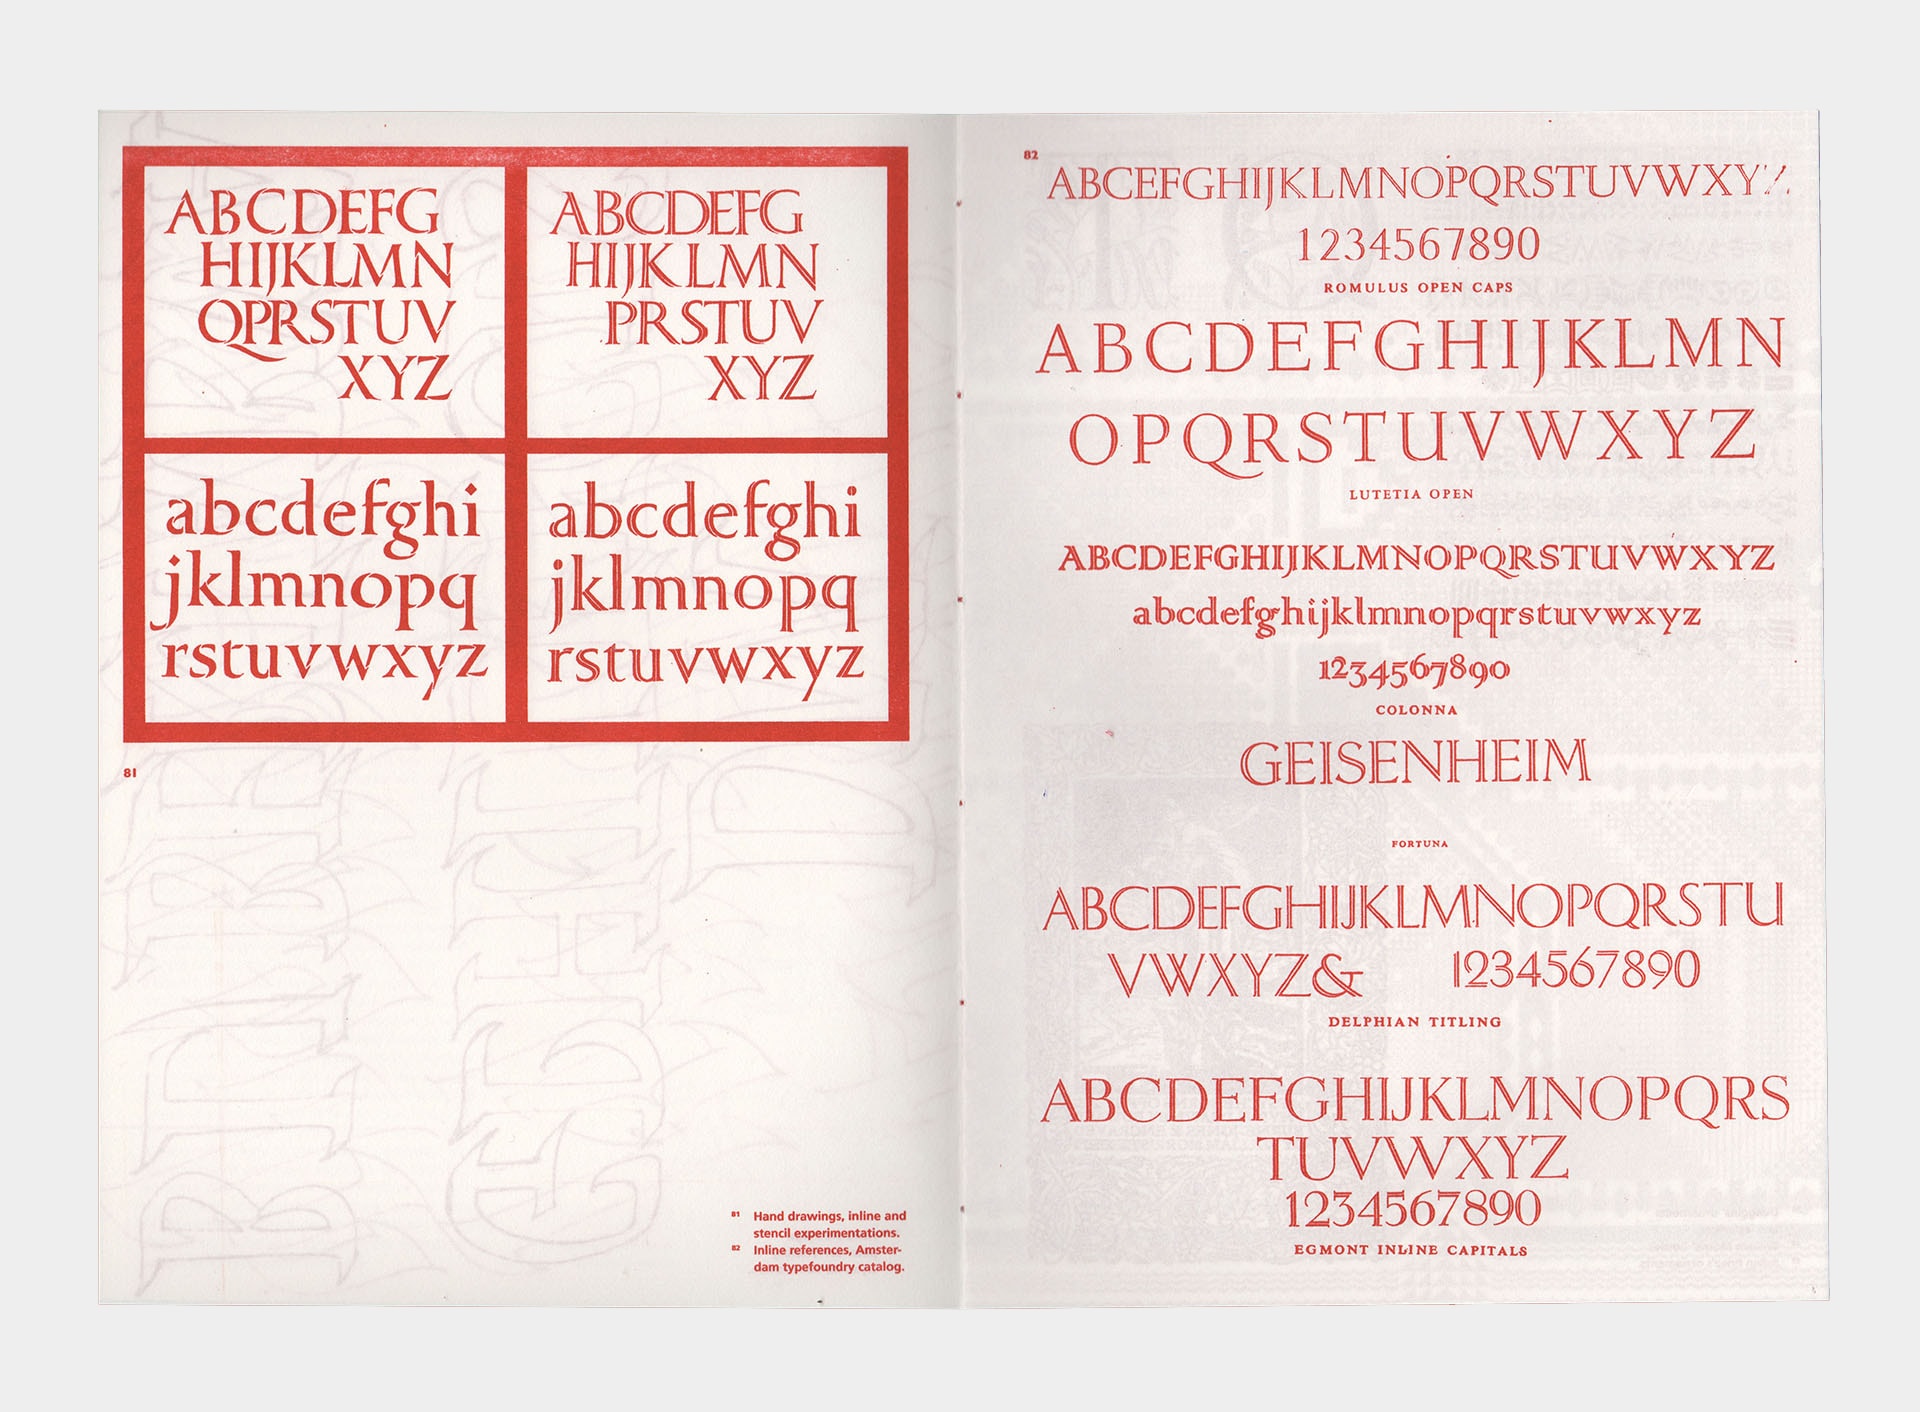 ABCDEFG
HIJKLMN
QPRSTUV
XYZ
ABCDEFG
HIJKLMN
PRSTUV
XYZ
abcdefghi
jklmnopq
rstuvwxyz
abcdefghi
jklmnopq
rstuvwxyz
81
81 Hand drawings, inline and
stencil experimentations.
82 Inline references, Amster-
dam typefoundry catalog.
82
ABCEFGHIJKLMNOPQRSTUVWXY
1234567890
ROMULUS OPEN CAPS
ABCDEFGHIJKLMN
OPQRSTUVWXYZ
LUTETIA OPEN
ABCDEFGHIJKLMNOPQRSTUVWXYZ
abcdefghijklmnopqrstuvwxyz
1234567890
COLONNA
GEISENHEIM
FORTUNA
ABCDEFGHIJKLMNOPQRSTU
VWXYZ& 1234567890
DELPHIAN TITLING
ABCDEFGHIJKLMNOPQRS
TUVWXYZ
1234567890
EGMONT INLINE CAPITALS